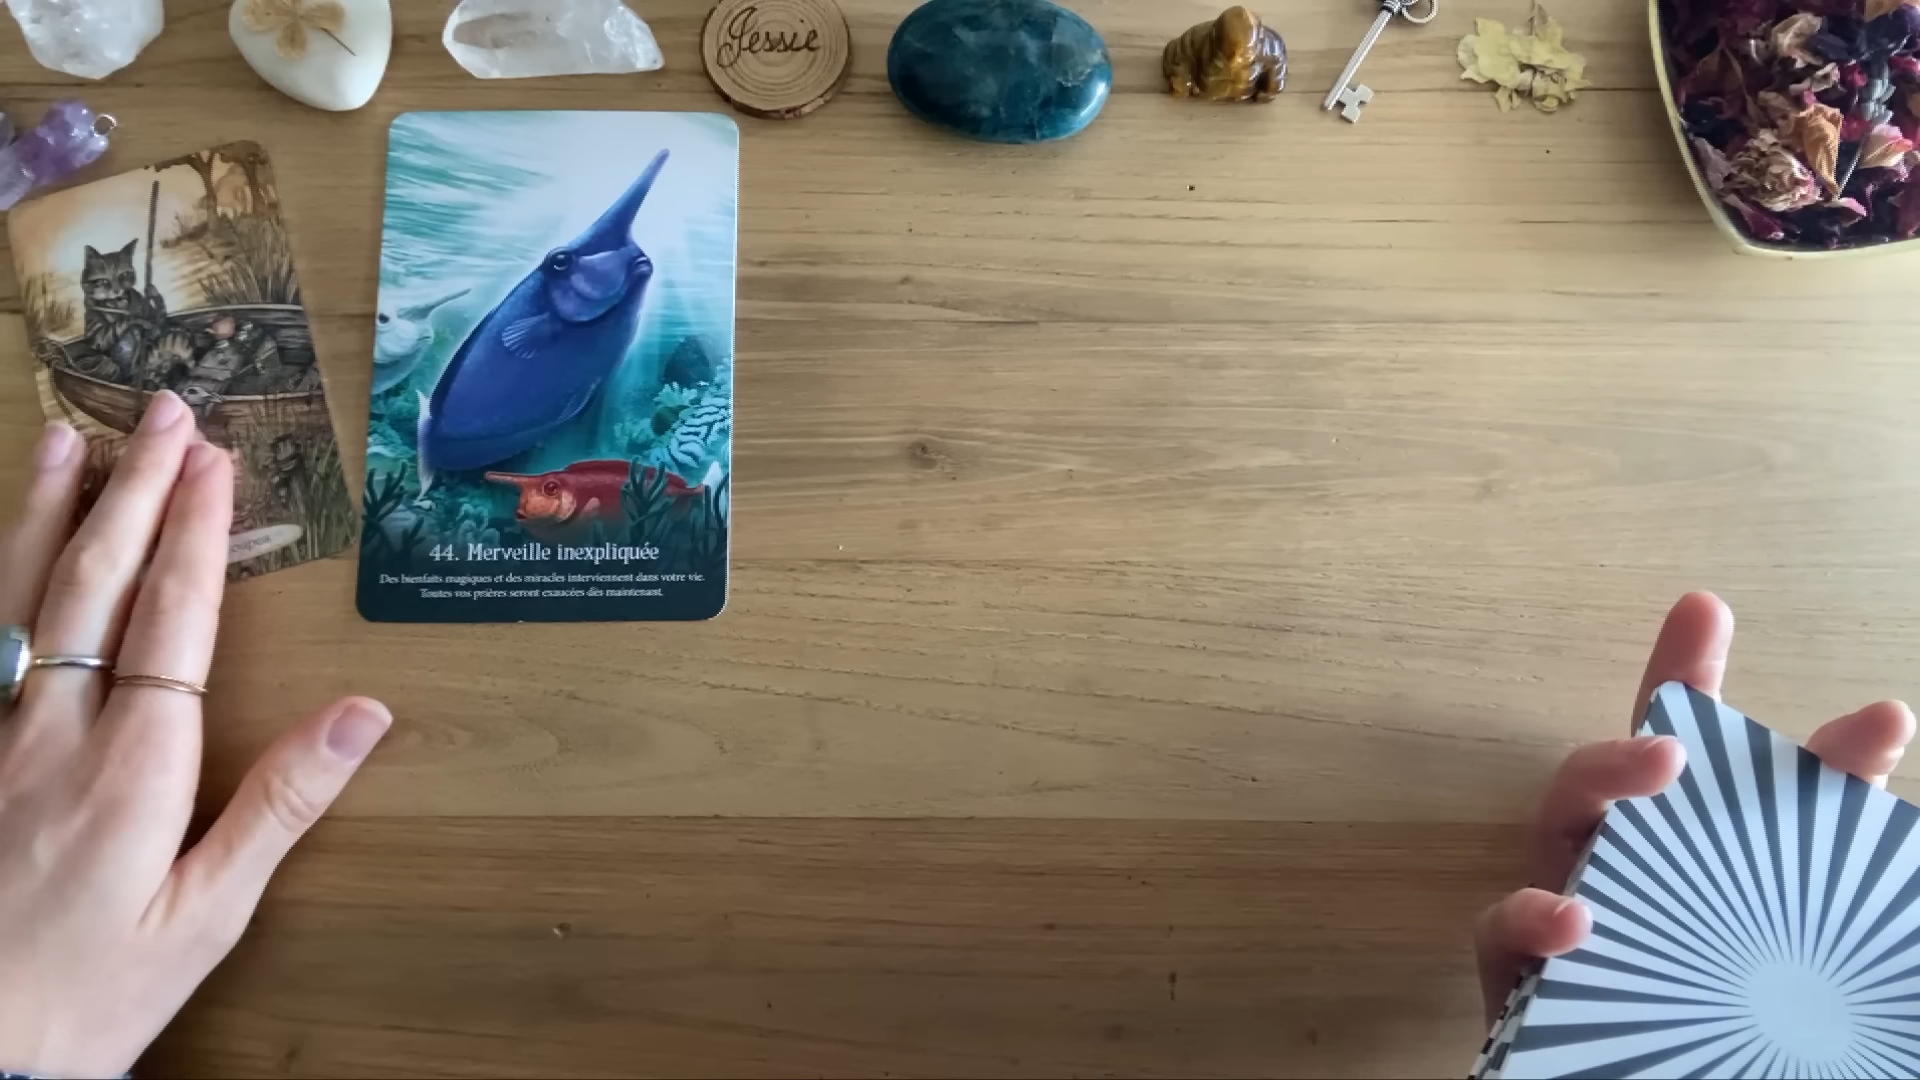 Jessie
44. Merveille inexpliquée
Des bienfaits magiques et des miracles interviennent dans votre vie.
Toutes vos prières seront exaucées dès maintenant.